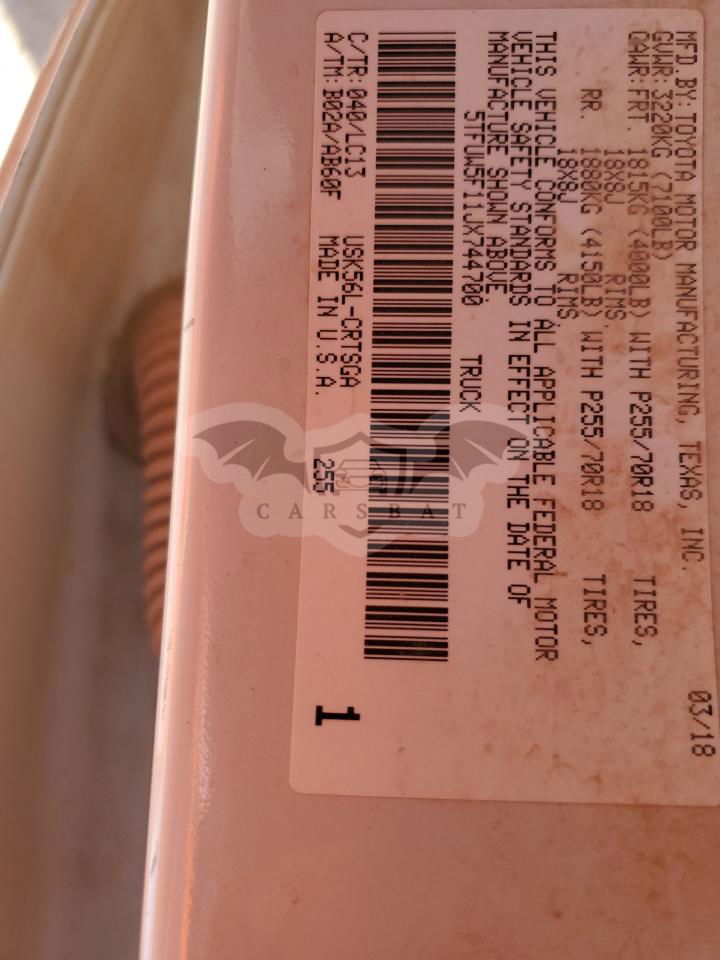 MFD. BY: TOYOTA MOTOR MANUFACTURING, TEXAS, INC. 03/18
GVWR: 3220KG (7100LB)
GAWR: FRT. 1815KG (4000LB) WITH P255/70R18 TIRES,
18X8J RIMS.
RR. 1880KG (4150LB) WITH P255/70R18 TIRES,
18X8J RIMS.
THIS VEHICLE CONFORMS TO ALL APPLICABLE FEDERAL MOTOR
VEHICLE SAFETY STANDARDS IN EFFECT ON THE DATE OF
MANUFACTURE SHOWN ABOVE.
5TFUW5F11JX744700 TRUCK
C/TR: 040/LC13 USK56L-CRTSGA
A/TM: B02A/AB60F MADE IN U.S.A. 255 1
CARSBAT